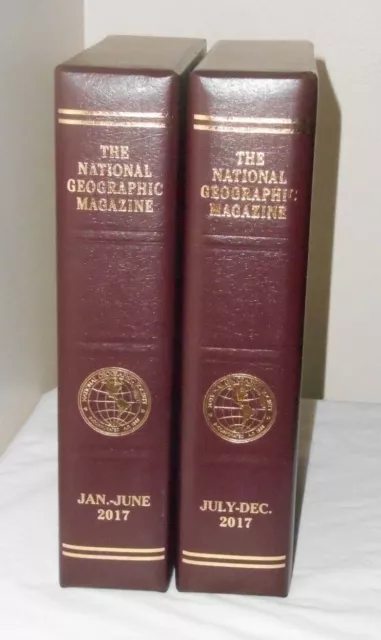 THE
NATIONAL
GEOGRAPHIC
MAGAZINE
JAN.-JUNE
2017
THE
NATIONAL
GEOGRAPHIC
MAGAZINE
JULY-DEC.
2017